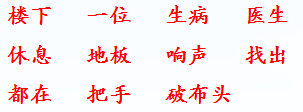 楼下 一位 生病 医生
休息 地板 响声 找出
都在 把手 破布头